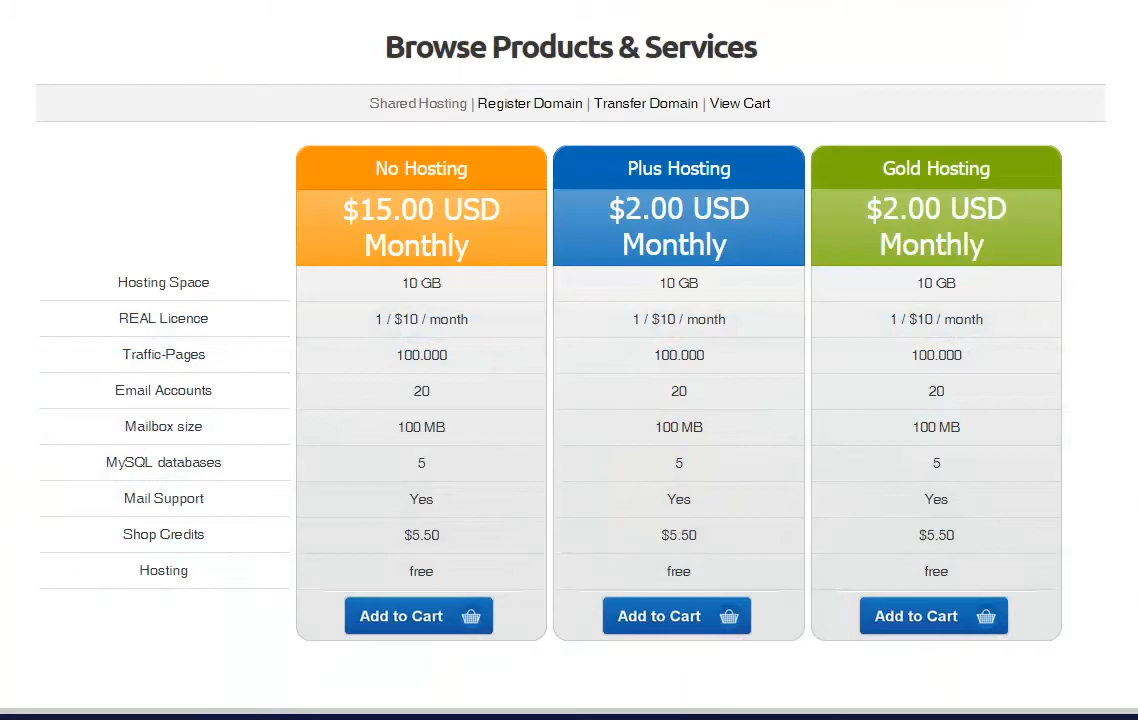 Browse Products & Services
Shared Hosting | Register Domain | Transfer Domain | View Cart
No Hosting Plus Hosting Gold Hosting
$15.00 USD $2.00 USD $2.00 USD
Monthly Monthly Monthly
Hosting Space 10 GB 10 GB 10 GB
REAL Licence 1 / $10 / month 1 / $10 / month 1 / $10 / month
Traffic-Pages 100.000 100.000 100.000
Email Accounts 20 20 20
Mailbox size 100 MB 100 MB 100 MB
MySQL databases 5 5 5
Mail Support Yes Yes Yes
Shop Credits $5.50 $5.50 $5.50
Hosting free free free
Add to Cart Add to Cart Add to Cart